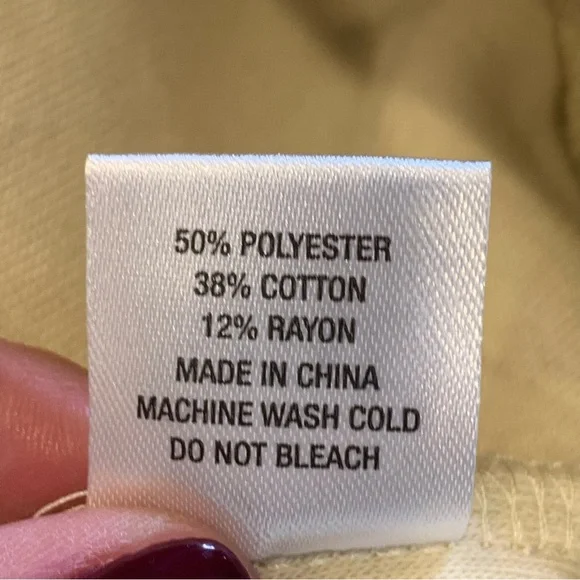 50% POLYESTER
38% COTTON
12% RAYON
MADE IN CHINA
MACHINE WASH COLD
DO NOT BLEACH